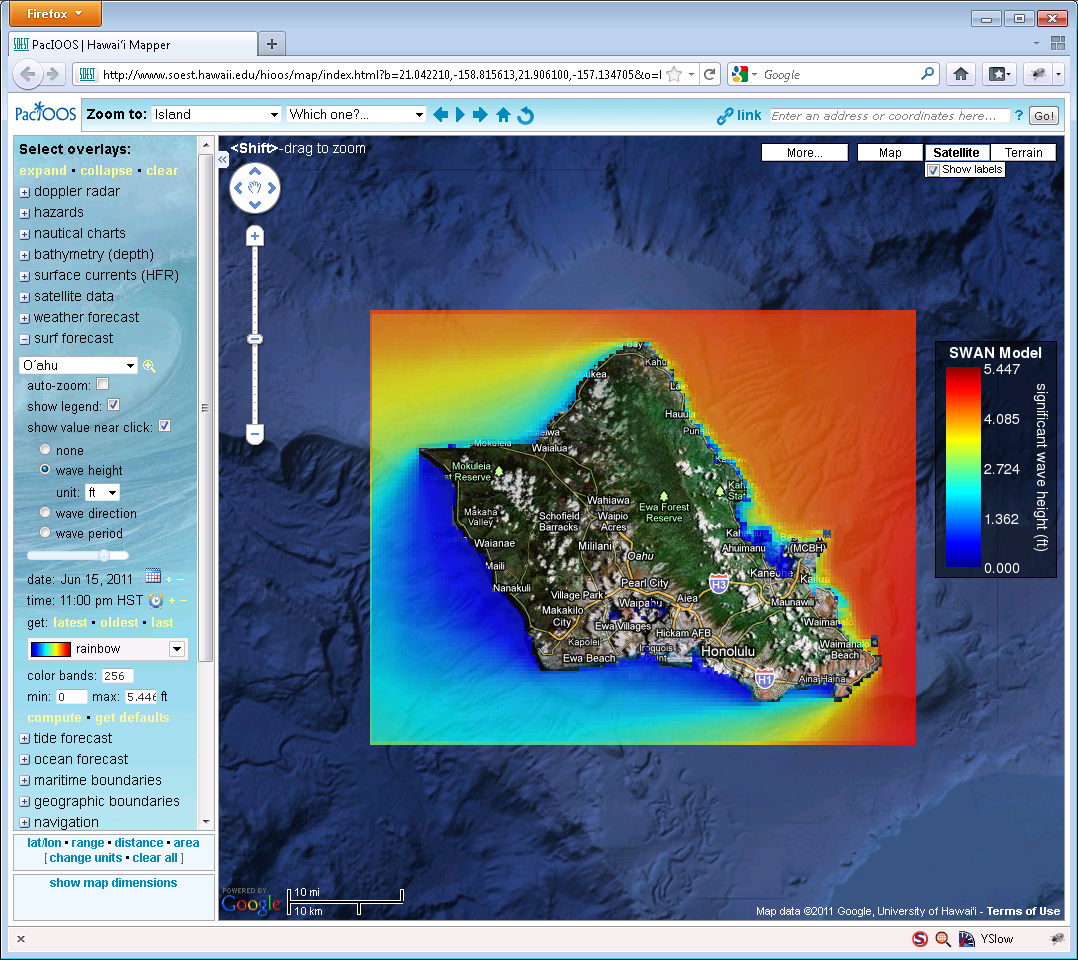 Firefox
PacIOOS | Hawai'i Mapper
SOEST http://www.soest.hawaii.edu/hioos/map/index.html?b=21.042210,-158.815613,21.906100,-157.134705&o=l Google
PacIOOS Zoom to: Island Which one?... link Enter an address or coordinates here... ? Go!
Select overlays:
expand • collapse • clear
doppler radar
hazards
nautical charts
bathymetry (depth)
surface currents (HFR)
satellite data
weather forecast
surf forecast
O`ahu
auto-zoom:
show legend:
show value near click:
none
wave height
unit: ft
wave direction
wave period
date: Jun 15, 2011 + −
time: 11:00 pm HST + −
get: latest • oldest • last
rainbow
color bands: 256
min: 0 max: 5.446 ft
compute • get defaults
tide forecast
ocean forecast
maritime boundaries
geographic boundaries
navigation
lat/lon • range • distance • area
[ change units • clear all ]
show map dimensions
<Shift>-drag to zoom
More... Map Satellite Terrain
Show labels
Bay
Kahu
Pupukea
Laie
Hauula
Punal
Haleiwa
Mokuleia
Waialua
Mokuleia
Forest Reserve
Kahana
State P
Wahiawa
Ewa Forest
Reserve
Makaha
Valley
Schofield
Barracks
Waipio
Acres
Waianae
Mililani
Oahu
Kaneohe
Ahuimanu
(MCBH)
Maili
Nanakuli
Pearl City
H3
Kailua
Village Park
Waipahu
Aiea
Maunawili
Makakilo
City
Ewa Villages
Hickam AFB
Waimanalo
Kapolei
Iroquois
Point
Honolulu
Waimanalo
Beach
Ewa Beach
H1
Aina Haina
SWAN Model
5.447
4.085
2.724
1.362
0.000
significant wave height (ft)
POWERED BY
Google
10 mi
10 km
Map data ©2011 Google, University of Hawai'i - Terms of Use
x YSlow